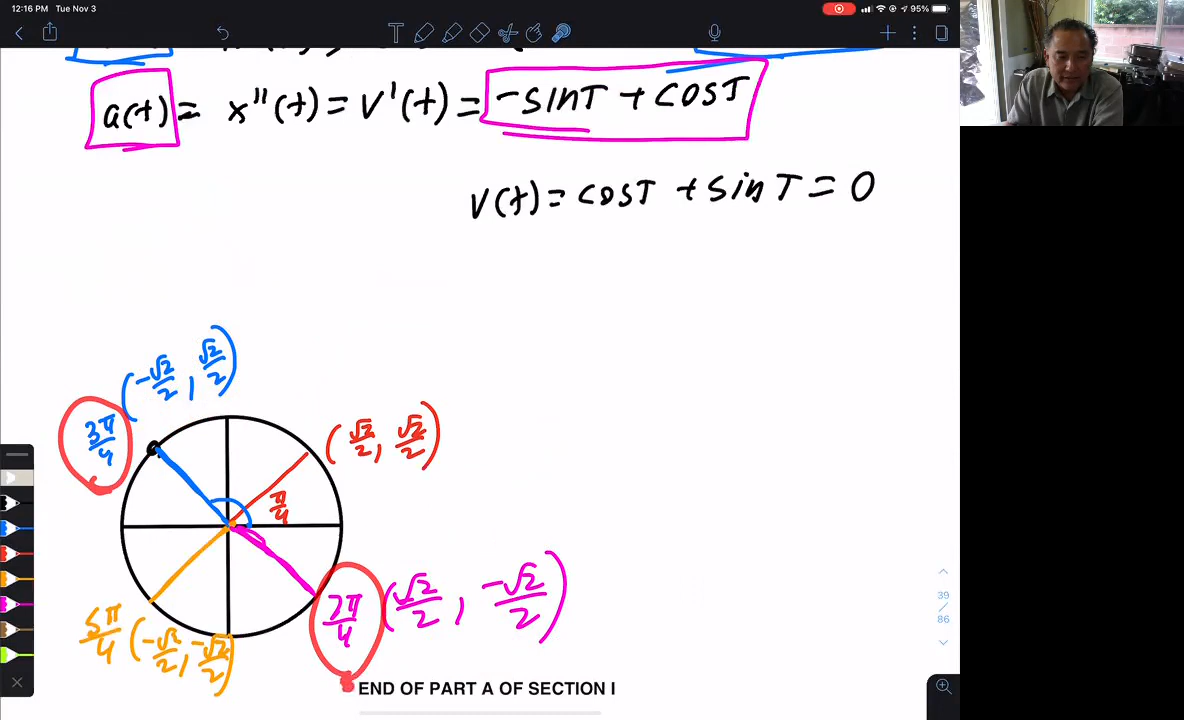 12:16 PM Tue Nov 3
95%
a(t) = x''(t) = v'(t) = -sinT + cosT
v(t) = cosT + sinT = 0
(-√2/2, √2/2)
3π/4
(√2/2, √2/2)
π/4
7π/4 (√2/2, -√2/2)
5π/4 (-√2/2, -√2/2)
39
/
86
END OF PART A OF SECTION I